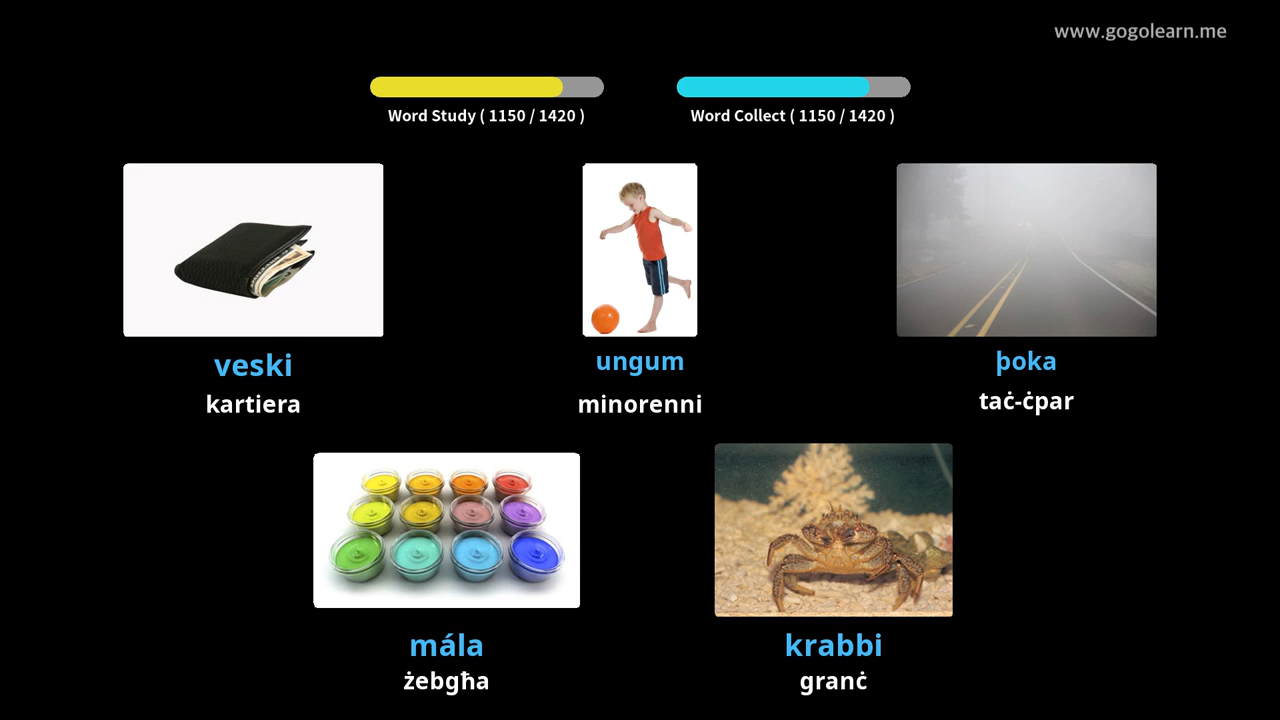 www.gogolearn.me
Word Study ( 1150 / 1420 )
Word Collect ( 1150 / 1420 )
veski
kartiera
ungum
minorenni
þoka
taċ-ċpar
mála
żebgħa
krabbi
granċ